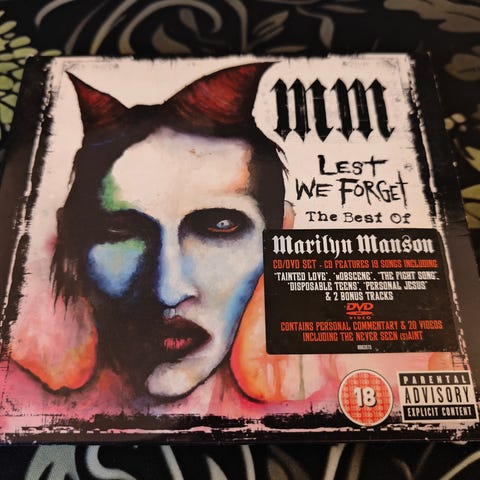 MM
LEST
WE FORGET
The Best Of
Marilyn Manson
CD/DVD SET - CD FEATURES 19 SONGS INCLUDING
'TAINTED LOVE', 'mOBSCENE', 'THE FIGHT SONG',
'DISPOSABLE TEENS', 'PERSONAL JESUS'
& 2 BONUS TRACKS
DVD
VIDEO
CONTAINS PERSONAL COMMENTARY & 20 VIDEOS
INCLUDING THE NEVER SEEN (s)AINT
18
PARENTAL
ADVISORY
EXPLICIT CONTENT